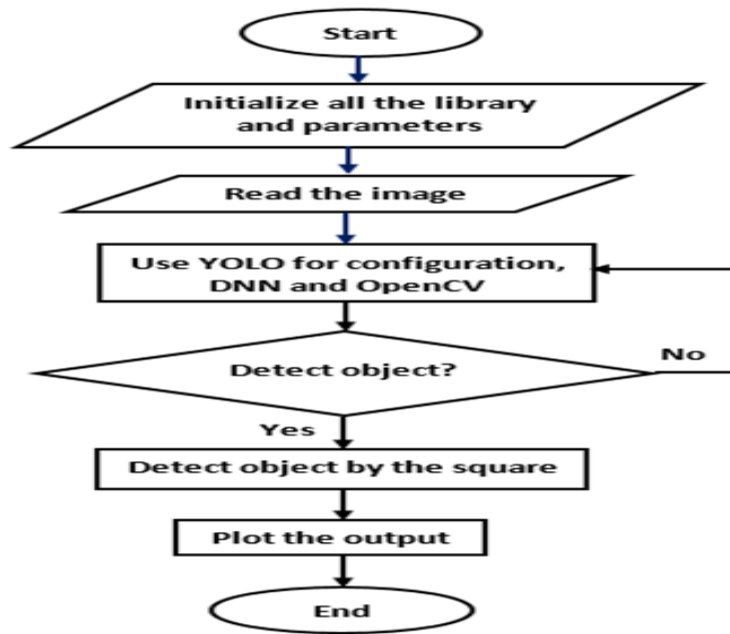 Start
Initialize all the library
and parameters
Read the image
Use YOLO for configuration,
DNN and OpenCV
Detect object?
No
Yes
Detect object by the square
Plot the output
End